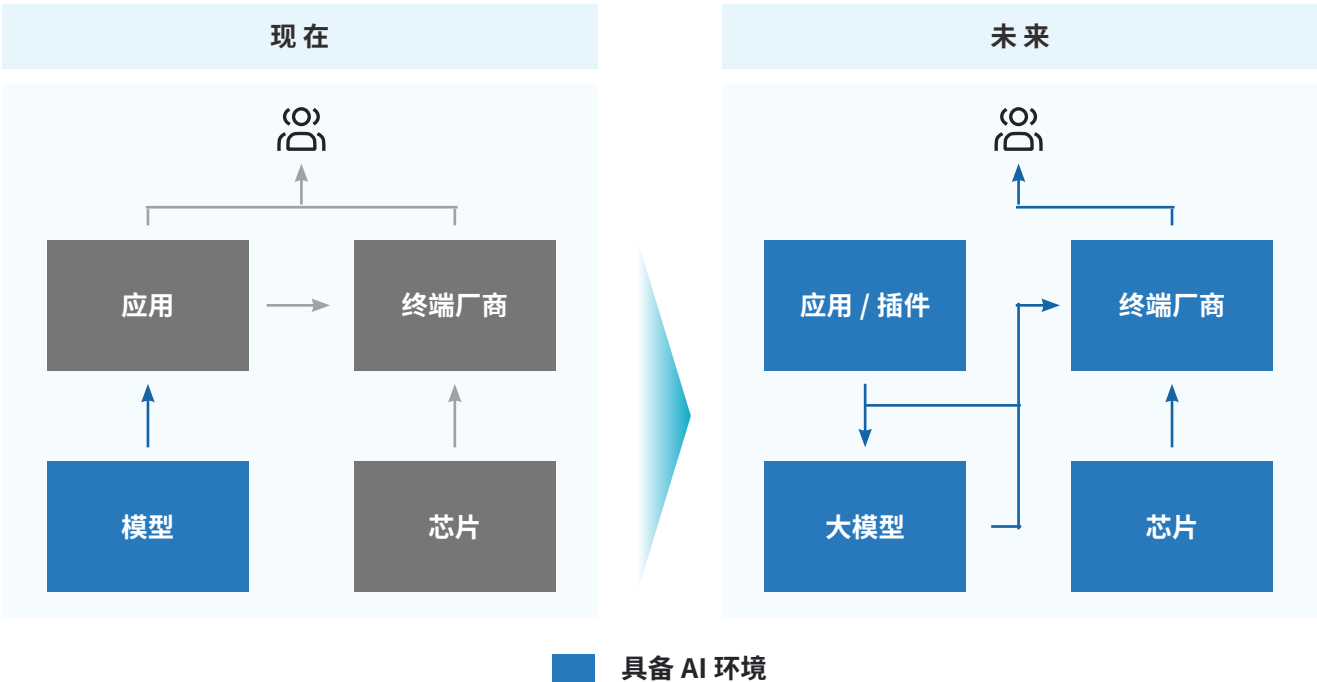 现在
未来
应用
终端厂商
应用 / 插件
终端厂商
模型
芯片
大模型
芯片
具备 AI 环境